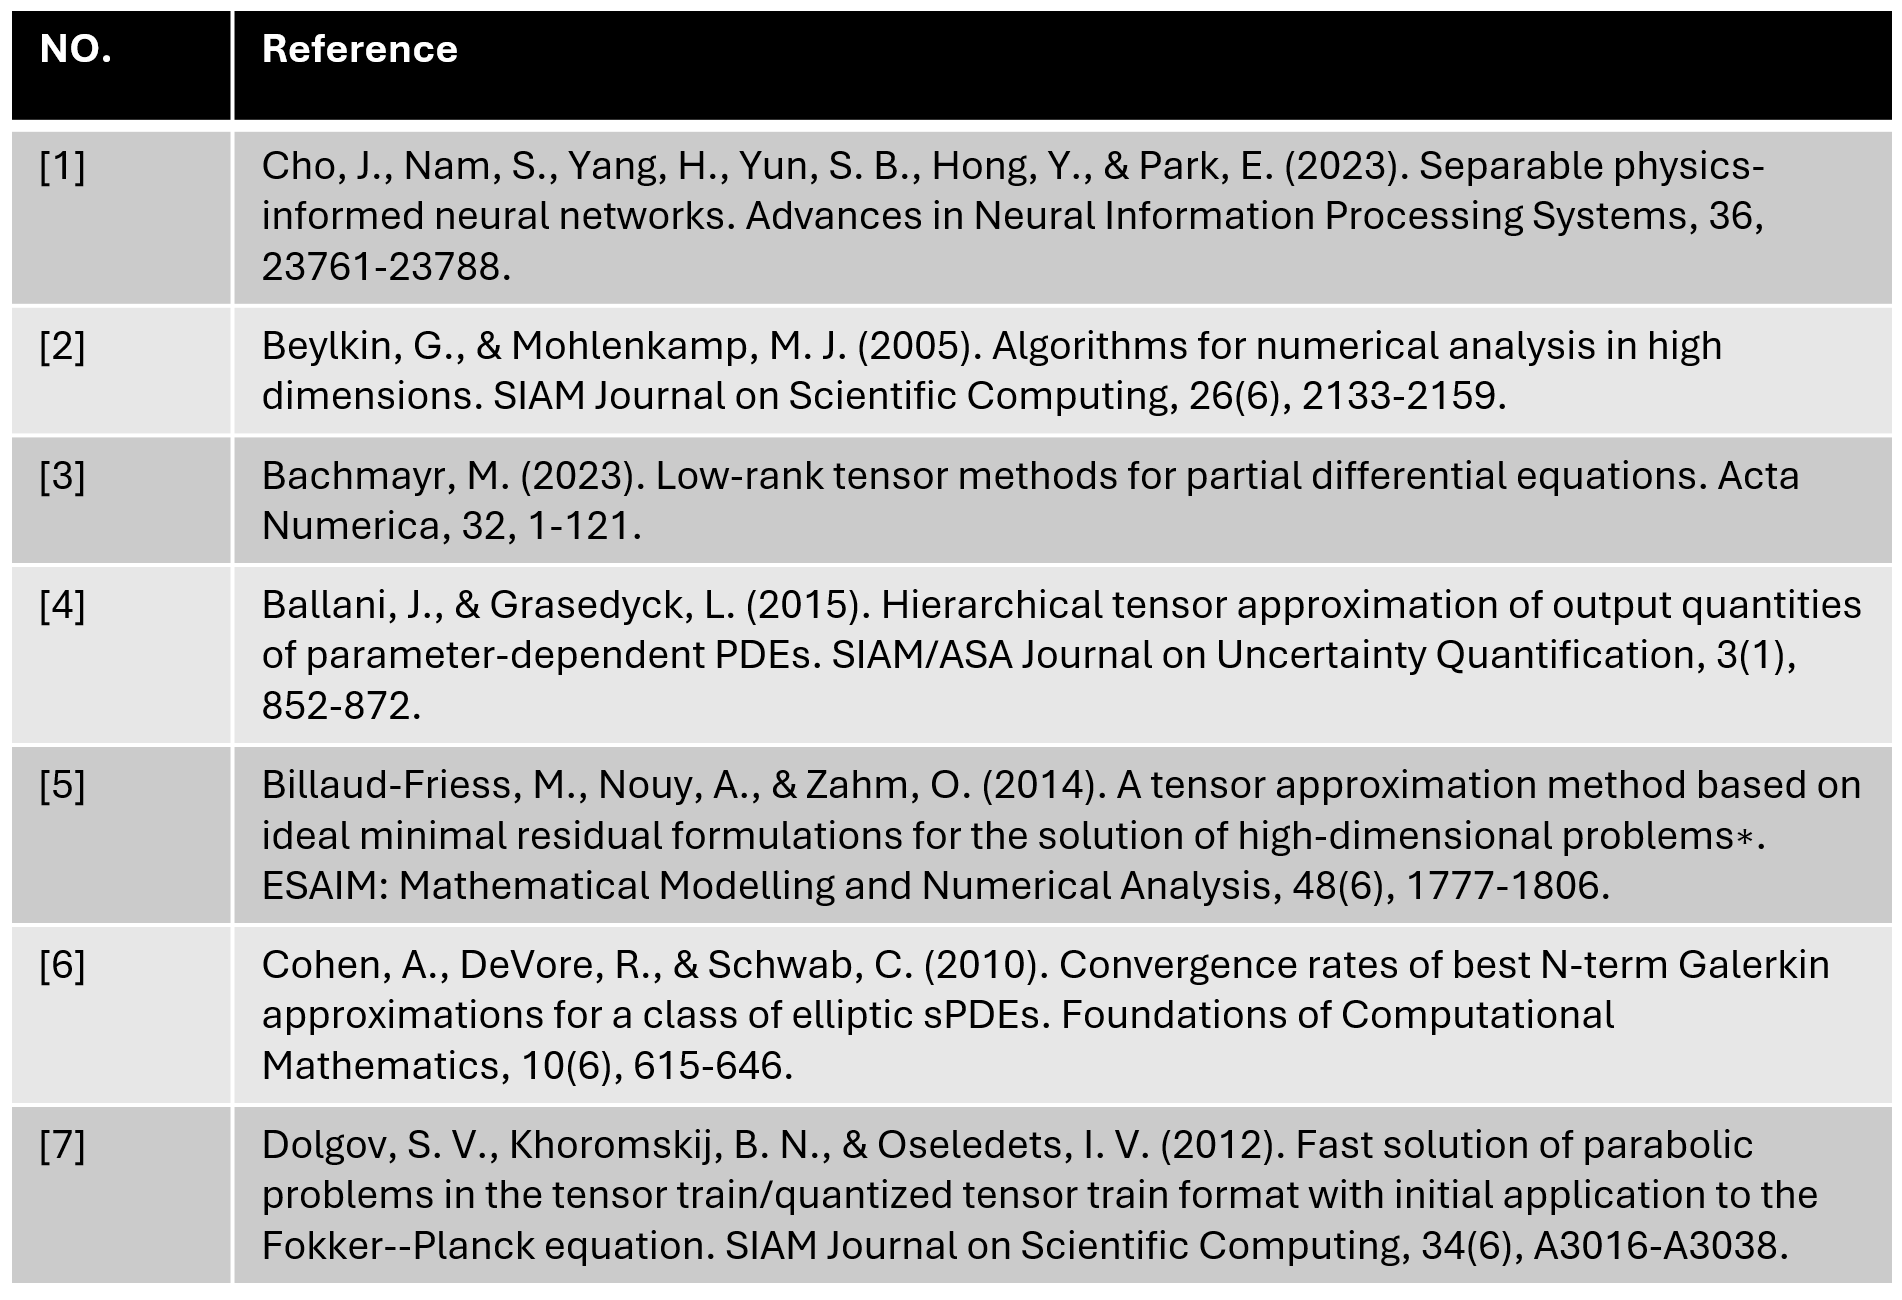 NO. Reference
[1] Cho, J., Nam, S., Yang, H., Yun, S. B., Hong, Y., & Park, E. (2023). Separable physics-
informed neural networks. Advances in Neural Information Processing Systems, 36,
23761-23788.
[2] Beylkin, G., & Mohlenkamp, M. J. (2005). Algorithms for numerical analysis in high
dimensions. SIAM Journal on Scientific Computing, 26(6), 2133-2159.
[3] Bachmayr, M. (2023). Low-rank tensor methods for partial differential equations. Acta
Numerica, 32, 1-121.
[4] Ballani, J., & Grasedyck, L. (2015). Hierarchical tensor approximation of output quantities
of parameter-dependent PDEs. SIAM/ASA Journal on Uncertainty Quantification, 3(1),
852-872.
[5] Billaud-Friess, M., Nouy, A., & Zahm, O. (2014). A tensor approximation method based on
ideal minimal residual formulations for the solution of high-dimensional problems∗.
ESAIM: Mathematical Modelling and Numerical Analysis, 48(6), 1777-1806.
[6] Cohen, A., DeVore, R., & Schwab, C. (2010). Convergence rates of best N-term Galerkin
approximations for a class of elliptic sPDEs. Foundations of Computational
Mathematics, 10(6), 615-646.
[7] Dolgov, S. V., Khoromskij, B. N., & Oseledets, I. V. (2012). Fast solution of parabolic
problems in the tensor train/quantized tensor train format with initial application to the
Fokker--Planck equation. SIAM Journal on Scientific Computing, 34(6), A3016-A3038.